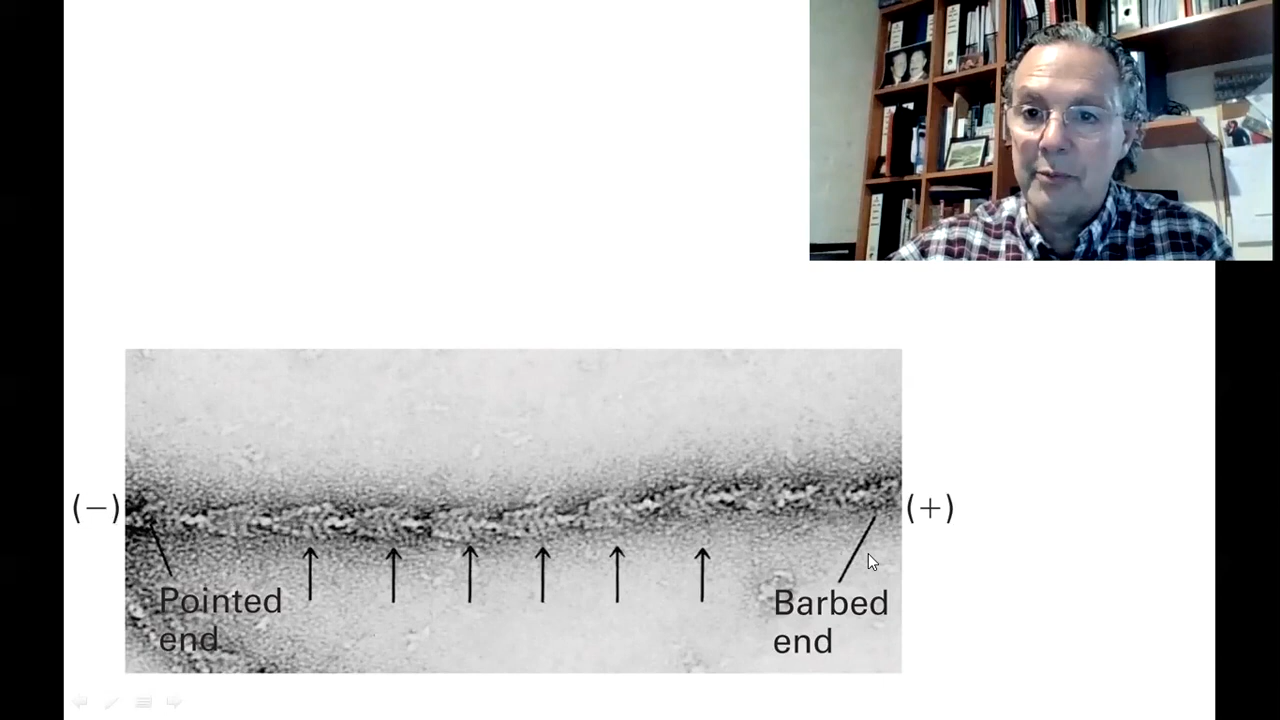 (−)
(+)
Pointed
end
Barbed
end